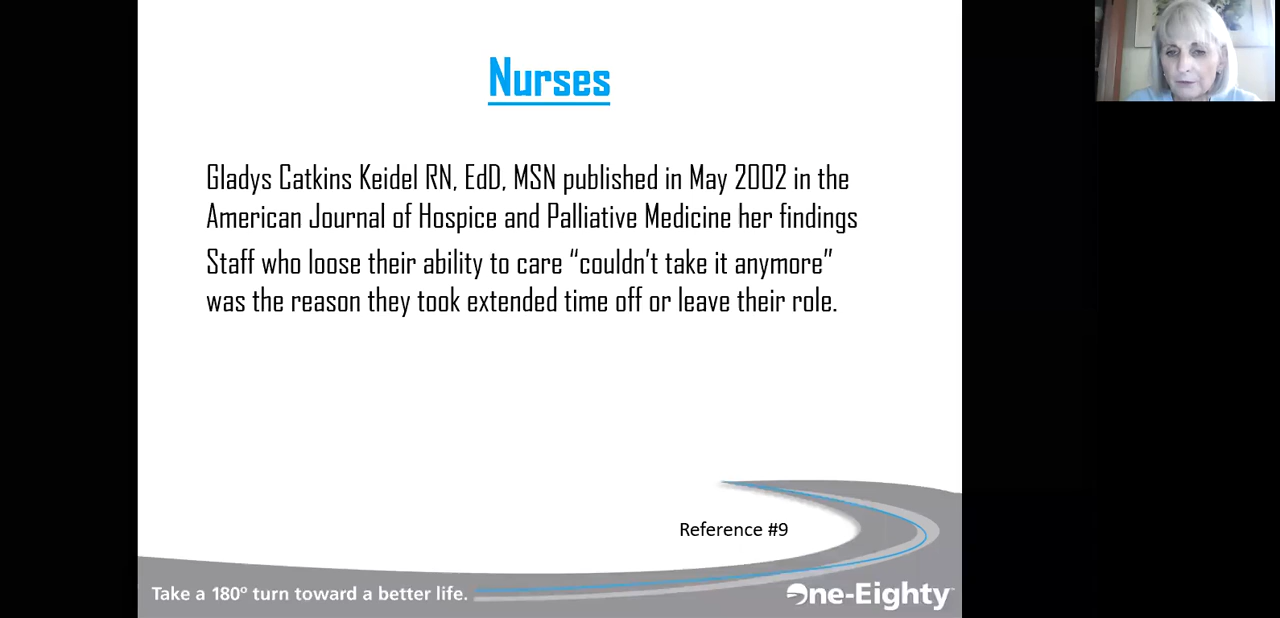 Nurses
Gladys Catkins Keidel RN, EdD, MSN published in May 2002 in the
American Journal of Hospice and Palliative Medicine her findings
Staff who loose their ability to care “couldn’t take it anymore”
was the reason they took extended time off or leave their role.
Reference #9
Take a 180° turn toward a better life.
One-Eighty